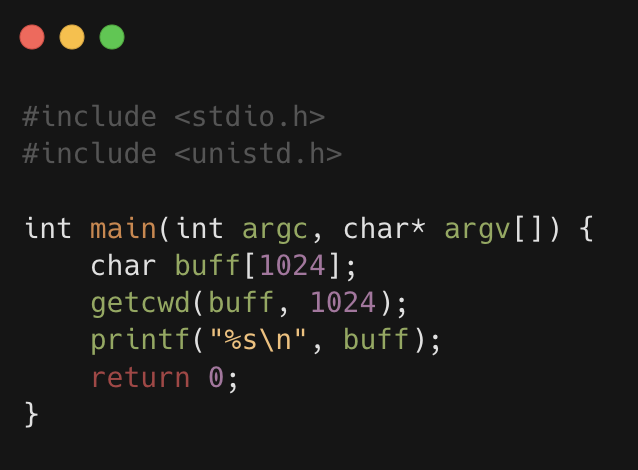 #include <stdio.h>
#include <unistd.h>

int main(int argc, char* argv[]) {
    char buff[1024];
    getcwd(buff, 1024);
    printf("%s\n", buff);
    return 0;
}